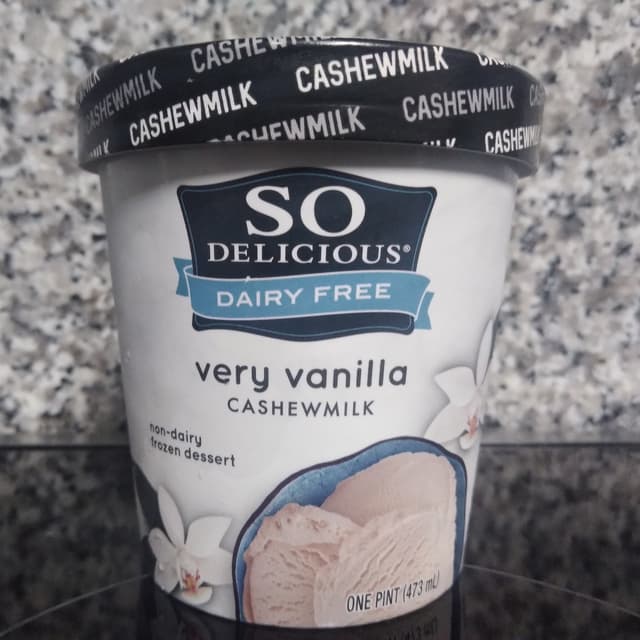 CASHEWMILK CASHEWMILK
CASHEWMILK CASHEWMILK CASHEWMILK CASHEWMILK
SO
DELICIOUS®
DAIRY FREE
very vanilla
CASHEWMILK
non-dairy
frozen dessert
ONE PINT (473 mL)